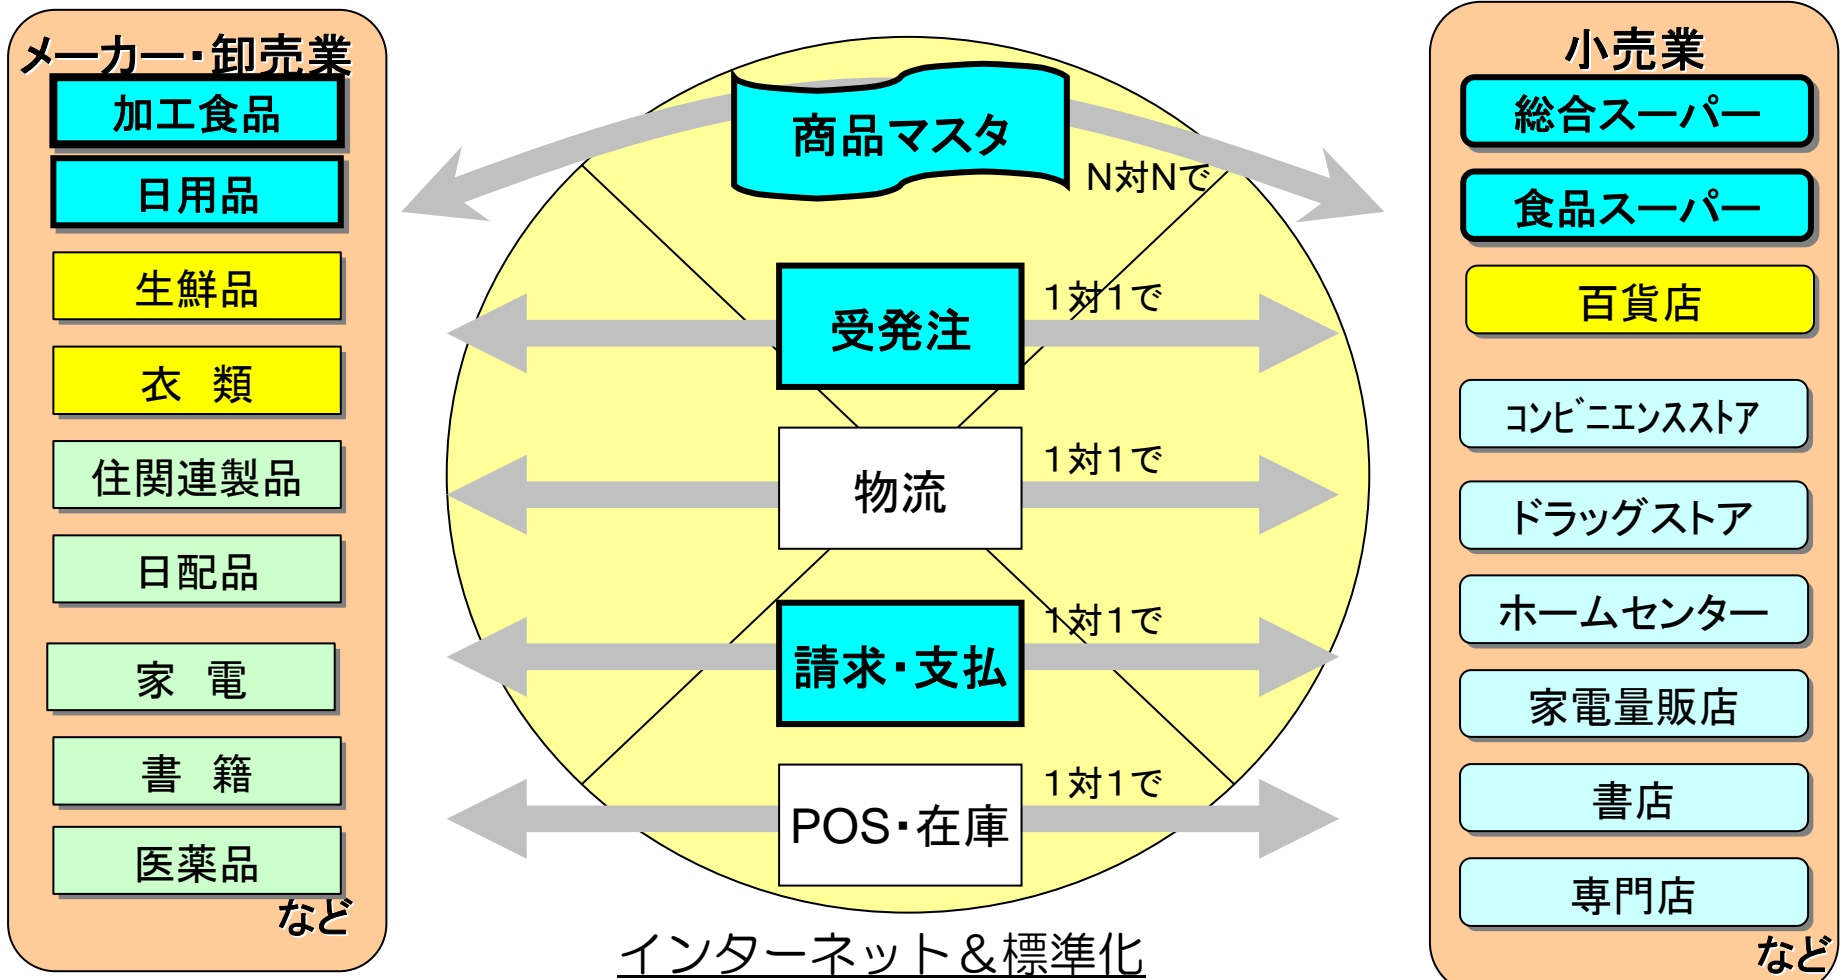 メーカー・卸売業
加工食品
日用品
生鮮品
衣　類
住関連製品
日配品
家　電
書　籍
医薬品
など
商品マスタ
N対Nで
受発注
１対１で
物流
１対１で
請求・支払
１対１で
POS・在庫
１対１で
インターネット＆標準化
小売業
総合スーパー
食品スーパー
百貨店
ｺﾝﾋﾞﾆｴﾝｽｽﾄｱ
ドラッグストア
ホームセンター
家電量販店
書店
専門店
など